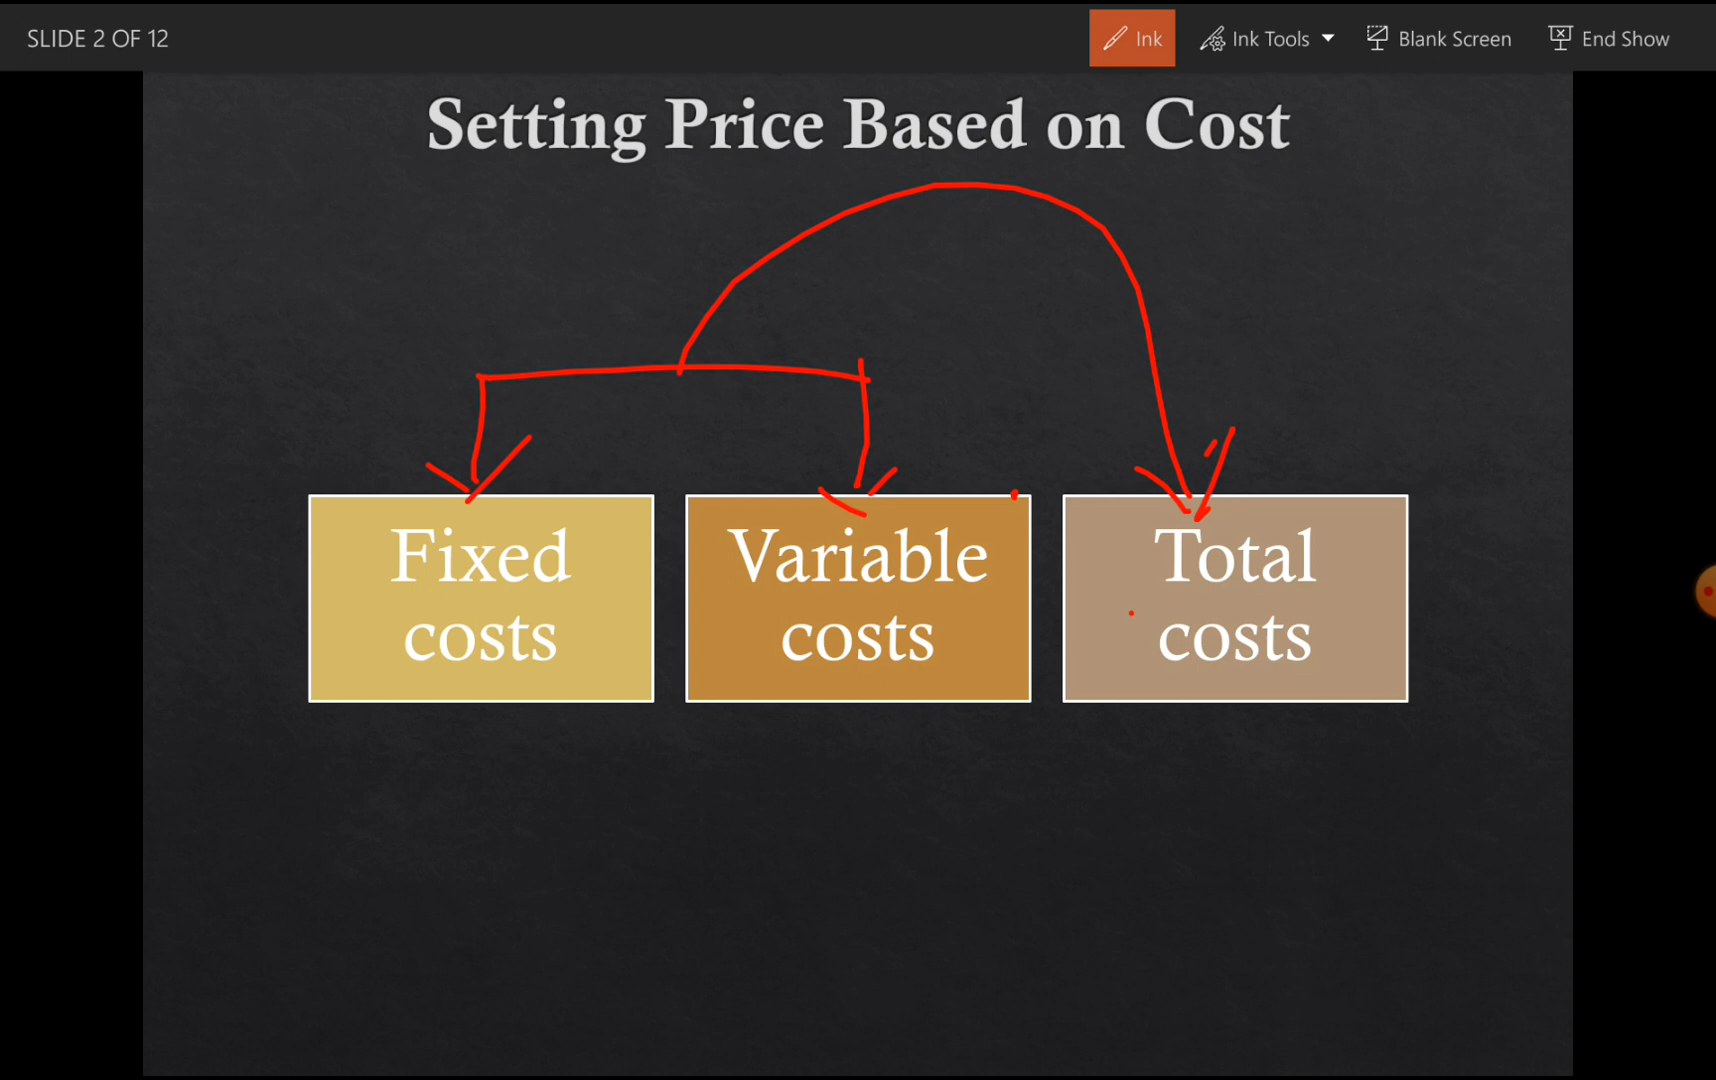 SLIDE 2 OF 12
Ink
Ink Tools
Blank Screen
End Show
Setting Price Based on Cost
Fixed
costs
Variable
costs
Total
costs